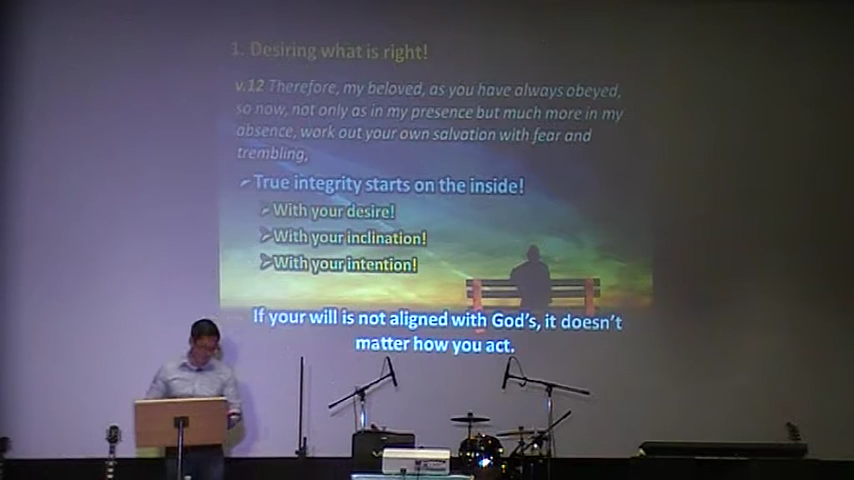 1. Desiring what is right!
v.12 Therefore, my beloved, as you have always obeyed,
so now, not only as in my presence but much more in my
absence, work out your own salvation with fear and
trembling,
True integrity starts on the inside!
With your desire!
With your inclination!
With your intention!
If your will is not aligned with God's, it doesn't
matter how you act.